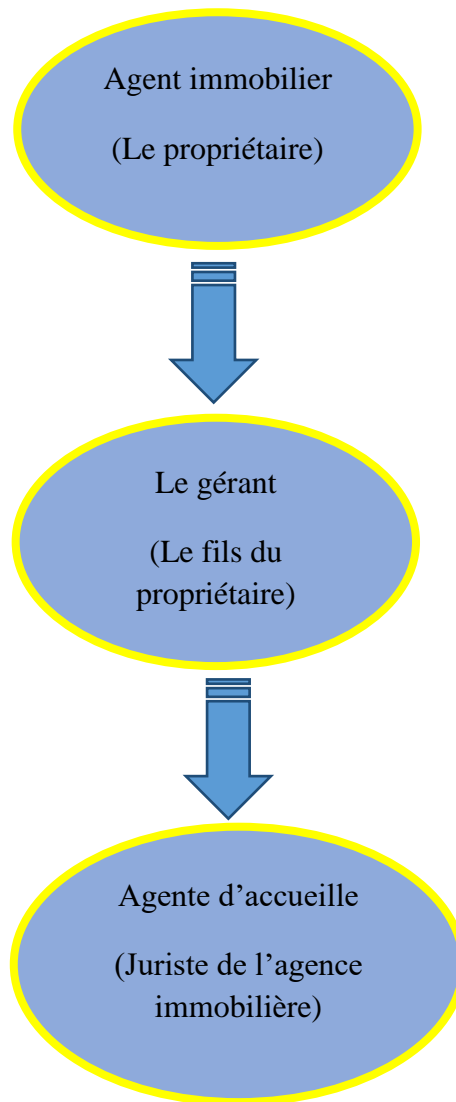 Agent immobilier
(Le propriétaire)
Le gérant
(Le fils du
propriétaire)
Agente d’accueille
(Juriste de l’agence
immobilière)